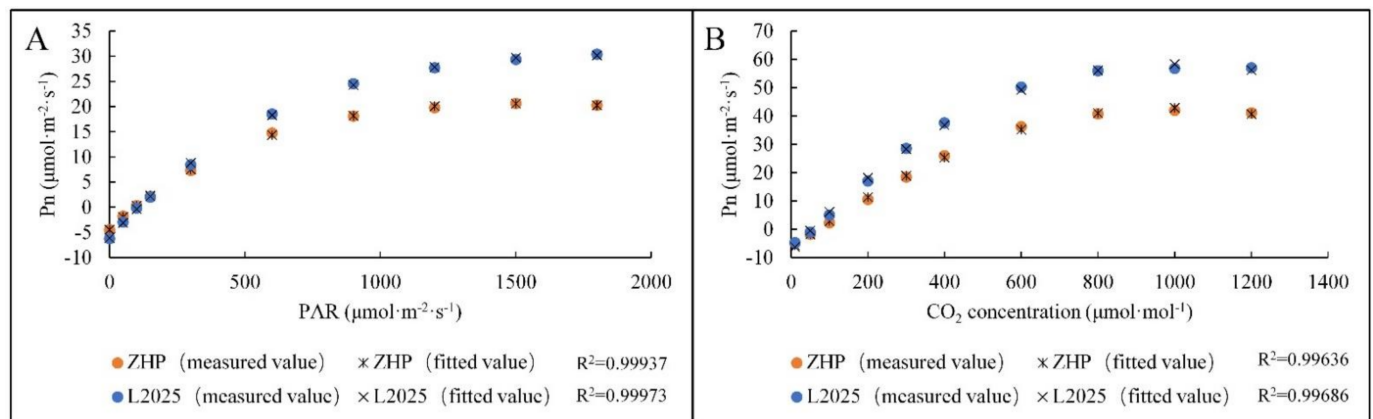 A
35
30
25
20
15
10
5
0
-5
-10
Pn (μmol·m-2·s-1)
0 500 1000 1500 2000
PAR (μmol·m-2·s-1)
ZHP (measured value) ZHP (fitted value) R2=0.99937
L2025 (measured value) L2025 (fitted value) R2=0.99973
B
70
60
50
40
30
20
10
0
-10
Pn (μmol·m-2·s-1)
0 200 400 600 800 1000 1200 1400
CO2 concentration (μmol·mol-1)
ZHP (measured value) ZHP (fitted value) R2=0.99636
L2025 (measured value) L2025 (fitted value) R2=0.99686